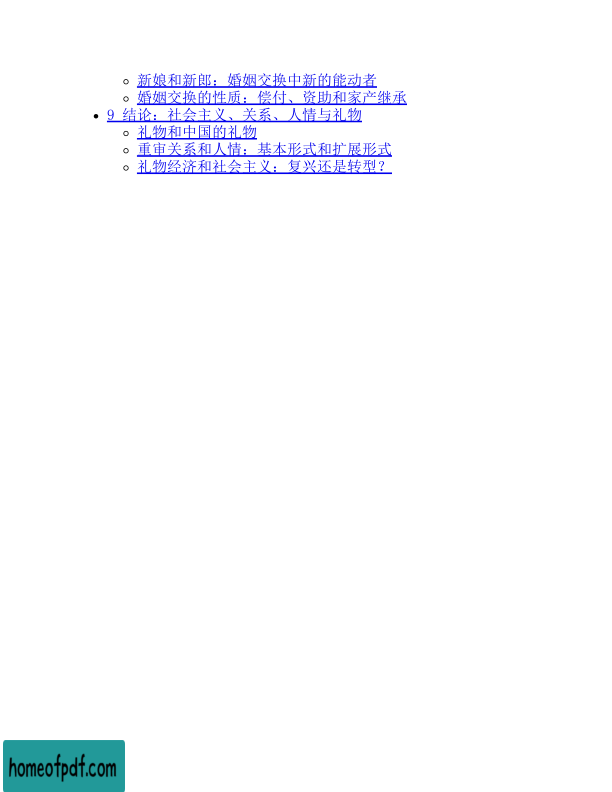 新娘和新郎：婚姻交换中新的能动者
婚姻交换的性质：偿付、资助和家产继承
9 结论：社会主义、关系、人情与礼物
礼物和中国的礼物
重审关系和人情：基本形式和扩展形式
礼物经济和社会主义：复兴还是转型？
homeofpdf.com